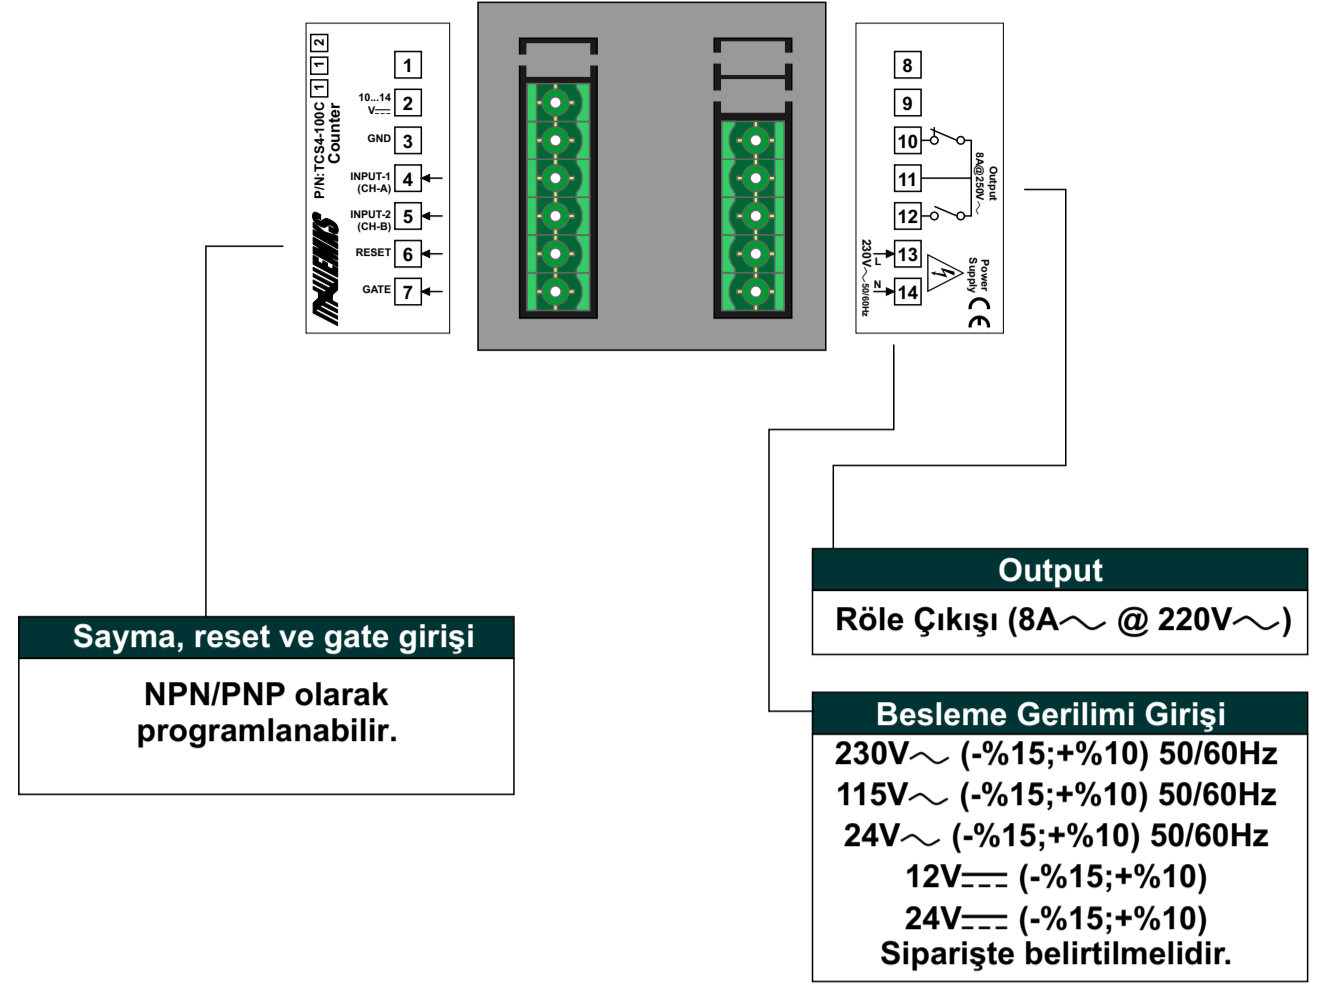 P/N:TCS4-100C 1 1 2
Counter
EMKS
1
10...14
V
2
GND 3
INPUT-1
(CH-A)
4
INPUT-2
(CH-B)
5
RESET 6
GATE 7
8
9
10
11
12
13
14
Output
8A@250V～
230V～ 50/60Hz
L
N
Power
Supply
CE
Output
Röle Çıkışı (8A～ @ 220V～)
Sayma, reset ve gate girişi
NPN/PNP olarak
programlanabilir.
Besleme Gerilimi Girişi
230V～ (-%15;+%10) 50/60Hz
115V～ (-%15;+%10) 50/60Hz
24V～ (-%15;+%10) 50/60Hz
12V⎓ (-%15;+%10)
24V⎓ (-%15;+%10)
Siparişte belirtilmelidir.